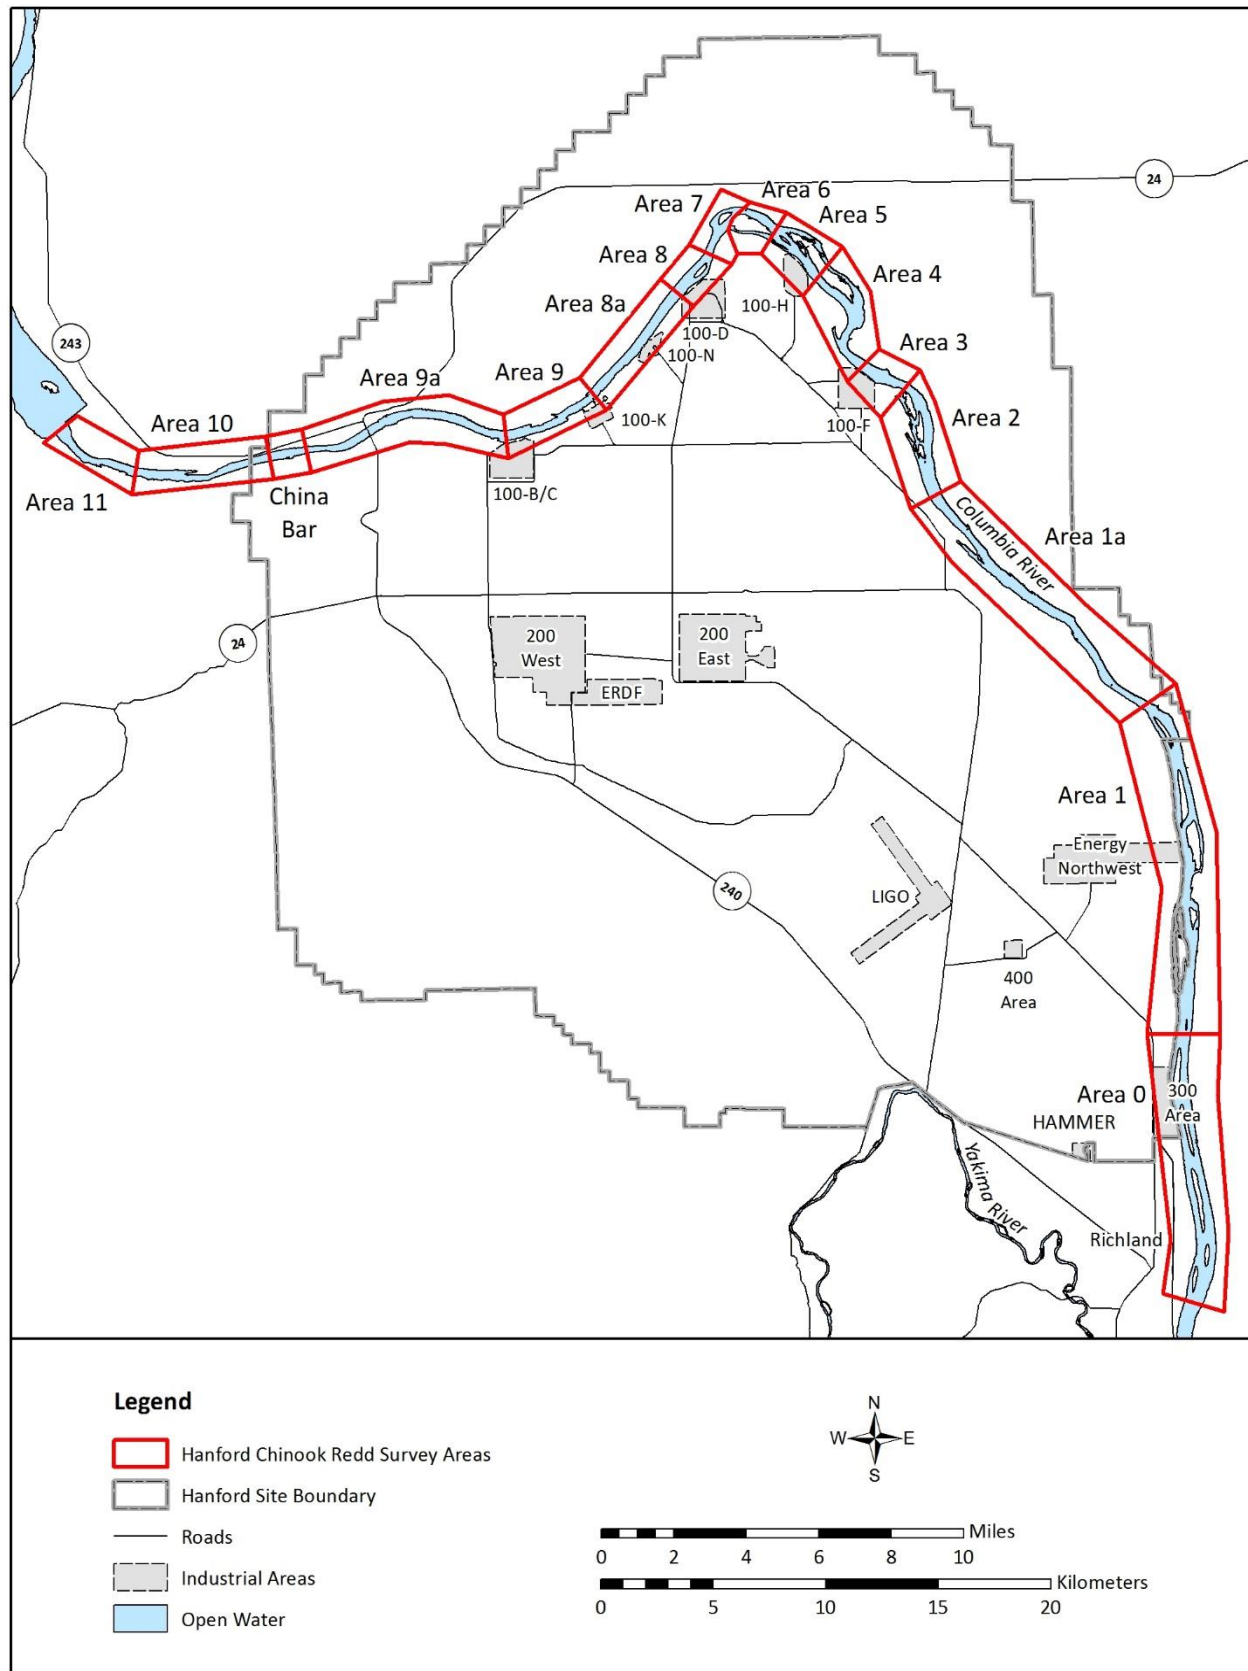 24
Area 6
Area 7
Area 5
Area 8
Area 4
Area 8a
100-H
100-D
243
100-N
Area 3
Area 9a
Area 9
Area 10
100-K
Area 2
100-F
Area 11
China
Bar
100-B/C
Columbia River
Area 1a
24
200
West
200
East
ERDF
Area 1
Energy
Northwest
240
LIGO
400
Area
Area 0
300
Area
HAMMER
Yakima River
Richland
Legend
Hanford Chinook Redd Survey Areas
Hanford Site Boundary
Roads
Industrial Areas
Open Water
N
W E
S
Miles
0 2 4 6 8 10
Kilometers
0 5 10 15 20